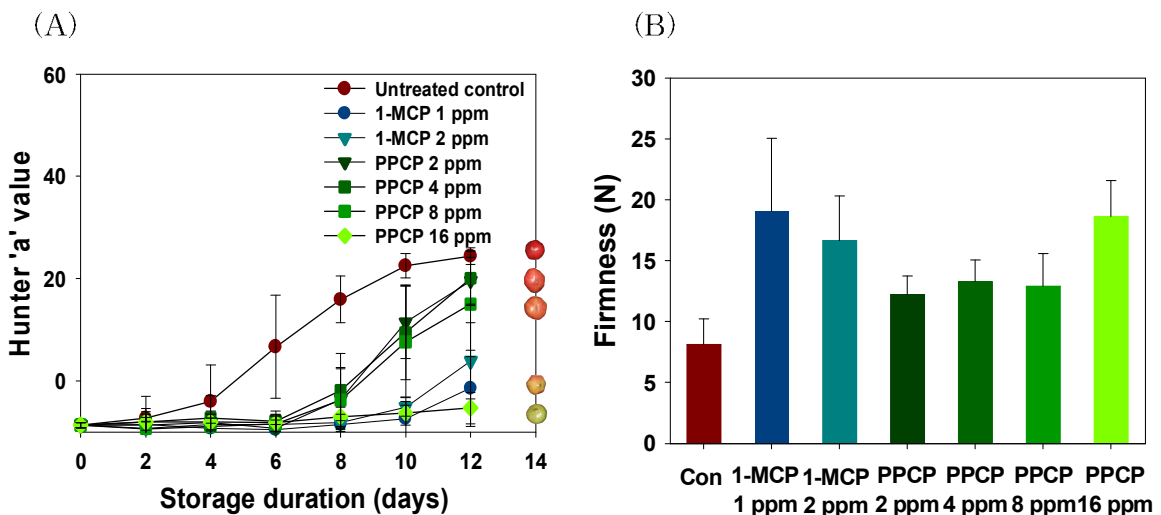 (A)
Hunter 'a' value
60
40
20
0
Untreated control
1-MCP 1 ppm
1-MCP 2 ppm
PPCP 2 ppm
PPCP 4 ppm
PPCP 8 ppm
PPCP 16 ppm
0 2 4 6 8 10 12 14
Storage duration (days)
(B)
Firmness (N)
30
25
20
15
10
5
0
Con 1-MCP 1-MCP PPCP PPCP PPCP PPCP
1 ppm 2 ppm 2 ppm 4 ppm 8 ppm 16 ppm